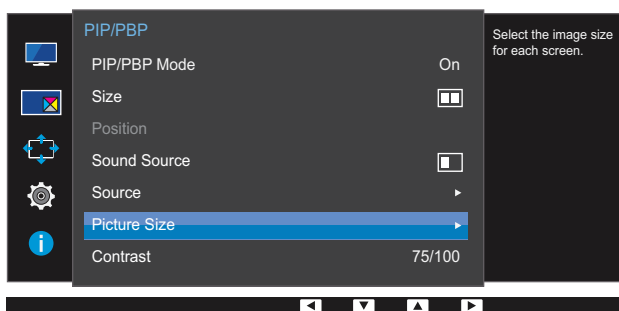 PIP/PBP
PIP/PBP Mode On
Size
Position
Sound Source
Source
Picture Size
Contrast 75/100
Select the image size
for each screen.